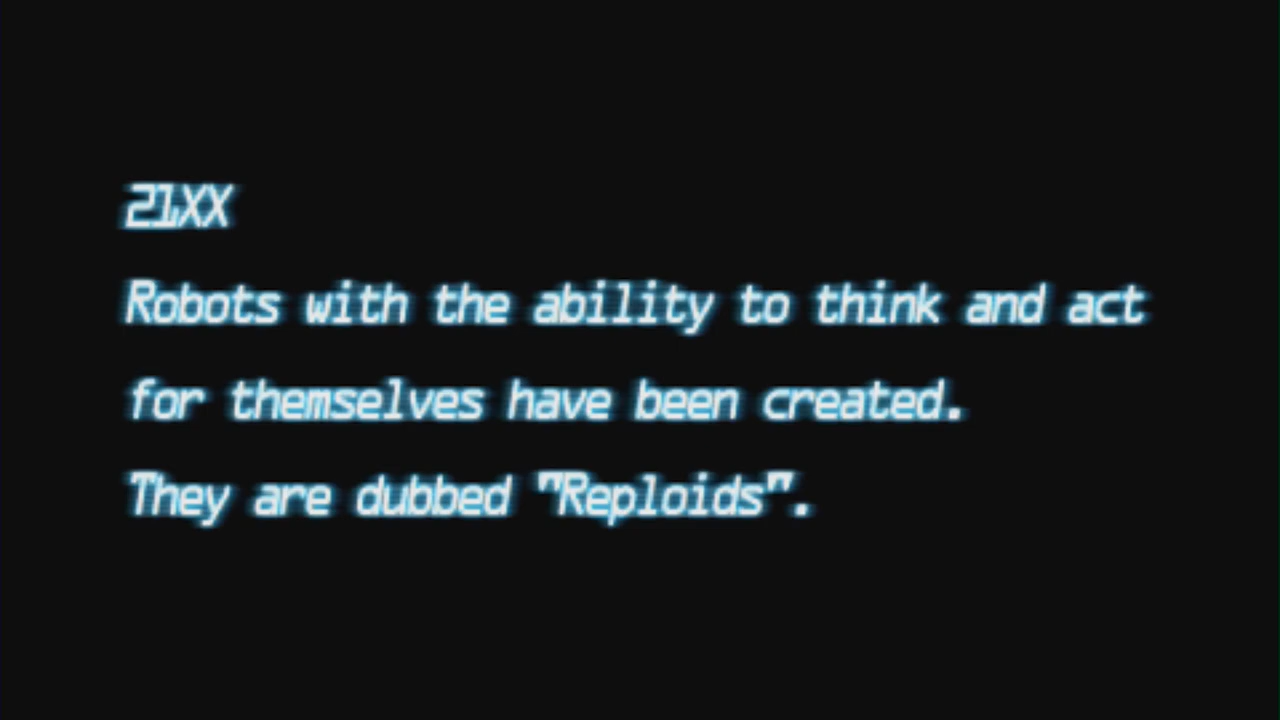 21XX
Robots with the ability to think and act
for themselves have been created.
They are dubbed "Reploids".